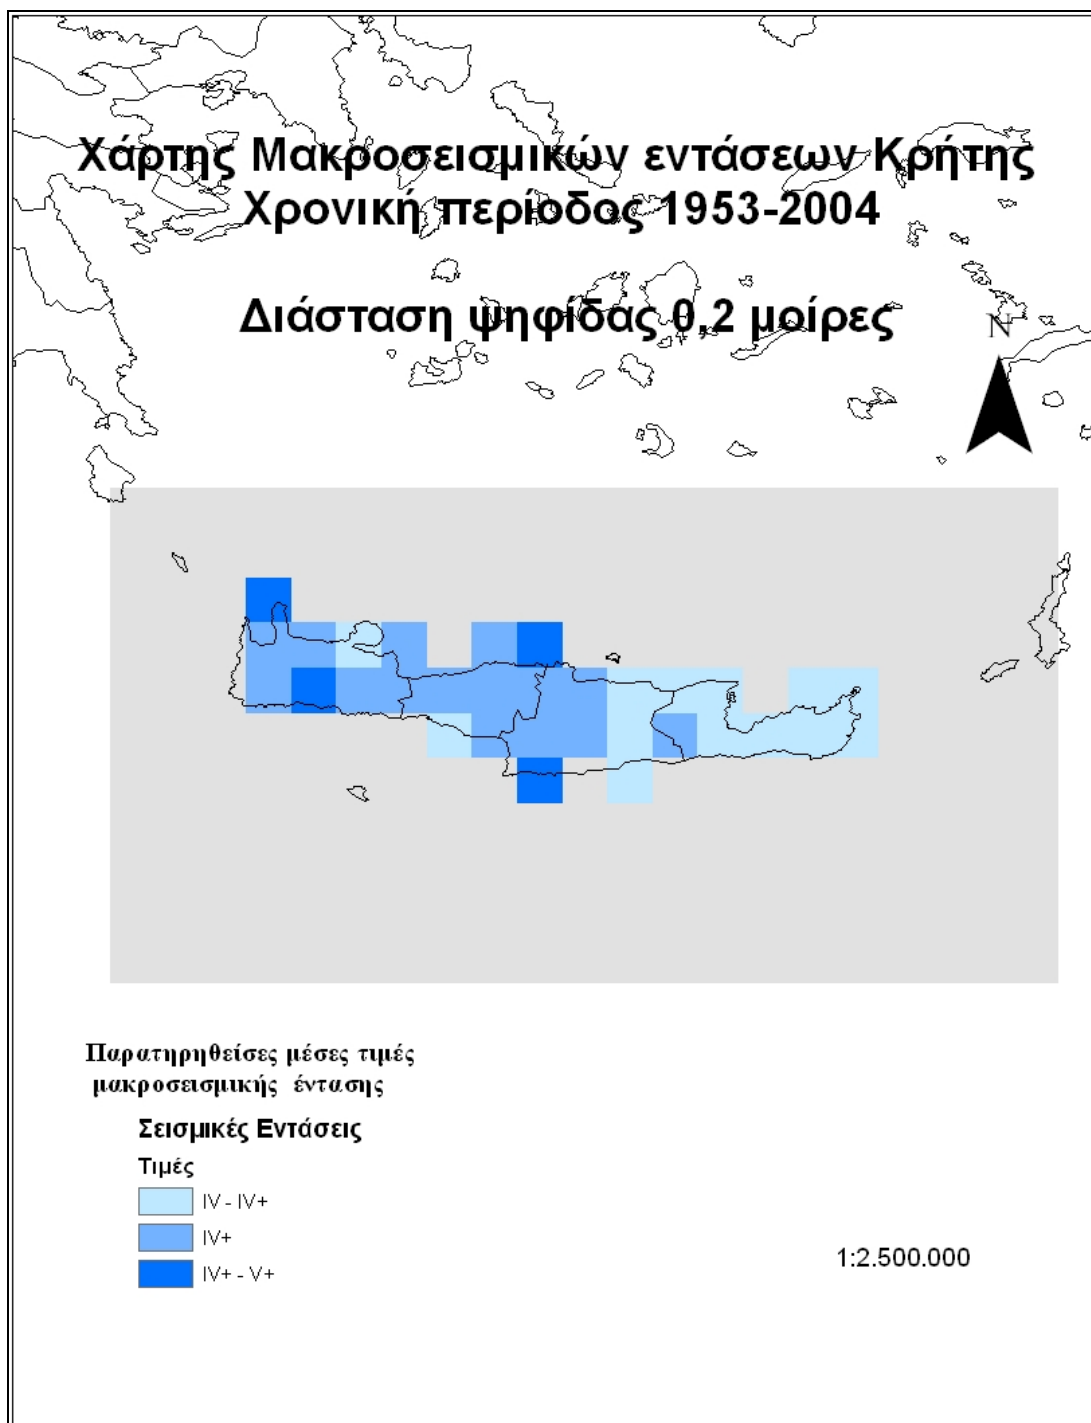 Χάρτης Μακροσεισμικών εντάσεων Κρήτης
Χρονική περίοδος 1953-2004
Διάσταση ψηφίδας 0,2 μοίρες
N
Παρατηρηθείσες μέσες τιμές
μακροσεισμικής έντασης
Σεισμικές Εντάσεις
Τιμές
IV - IV+
IV+
IV+ - V+
1:2.500.000